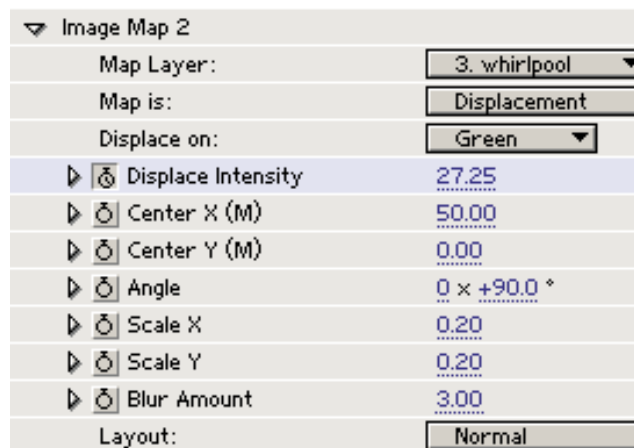 Image Map 2
Map Layer: 3. whirlpool
Map is: Displacement
Displace on: Green
Displace Intensity 27.25
Center X (M) 50.00
Center Y (M) 0.00
Angle 0 x +90.0 °
Scale X 0.20
Scale Y 0.20
Blur Amount 3.00
Layout: Normal